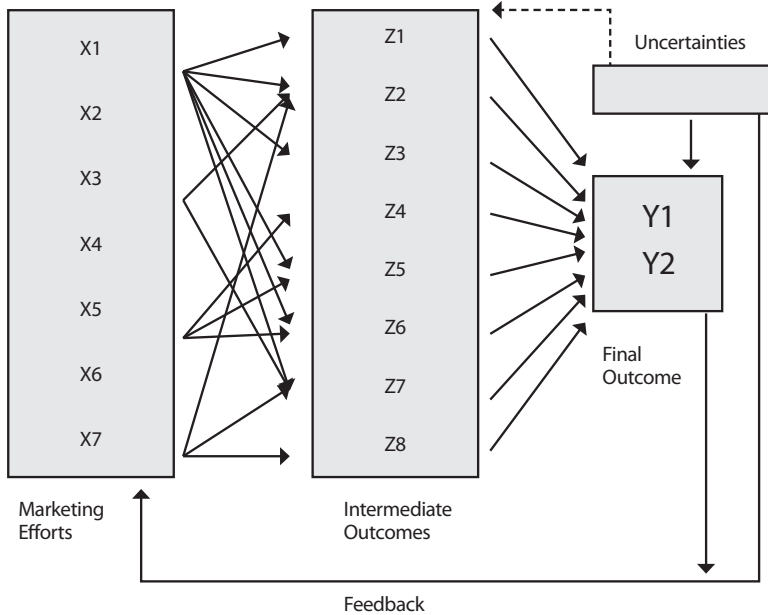 X1
X2
X3
X4
X5
X6
X7
Marketing
Efforts
Z1
Z2
Z3
Z4
Z5
Z6
Z7
Z8
Intermediate
Outcomes
Uncertainties
Y1
Y2
Final
Outcome
Feedback